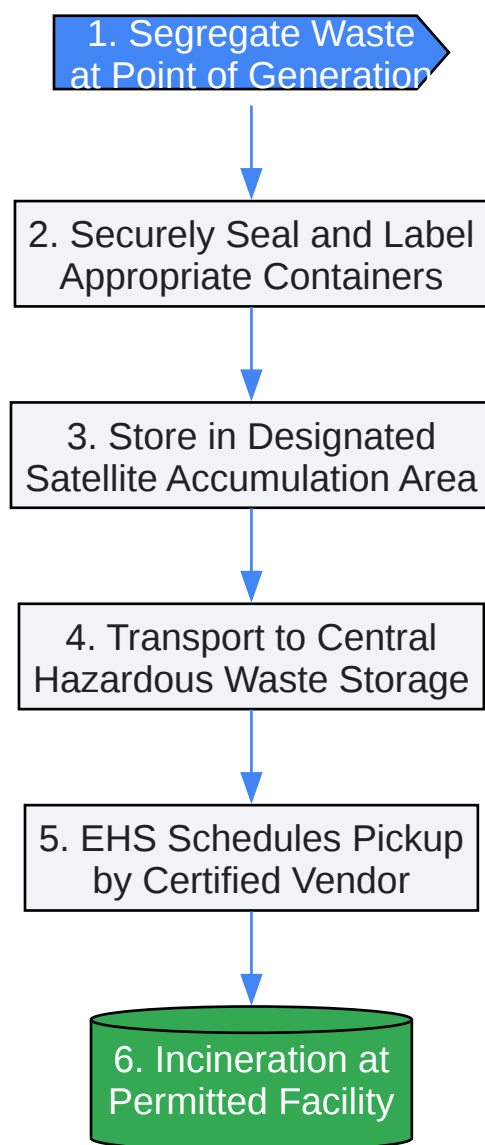 1. Segregate Waste
at Point of Generation
2. Securely Seal and Label
Appropriate Containers
3. Store in Designated
Satellite Accumulation Area
4. Transport to Central
Hazardous Waste Storage
5. EHS Schedules Pickup
by Certified Vendor
6. Incineration at
Permitted Facility